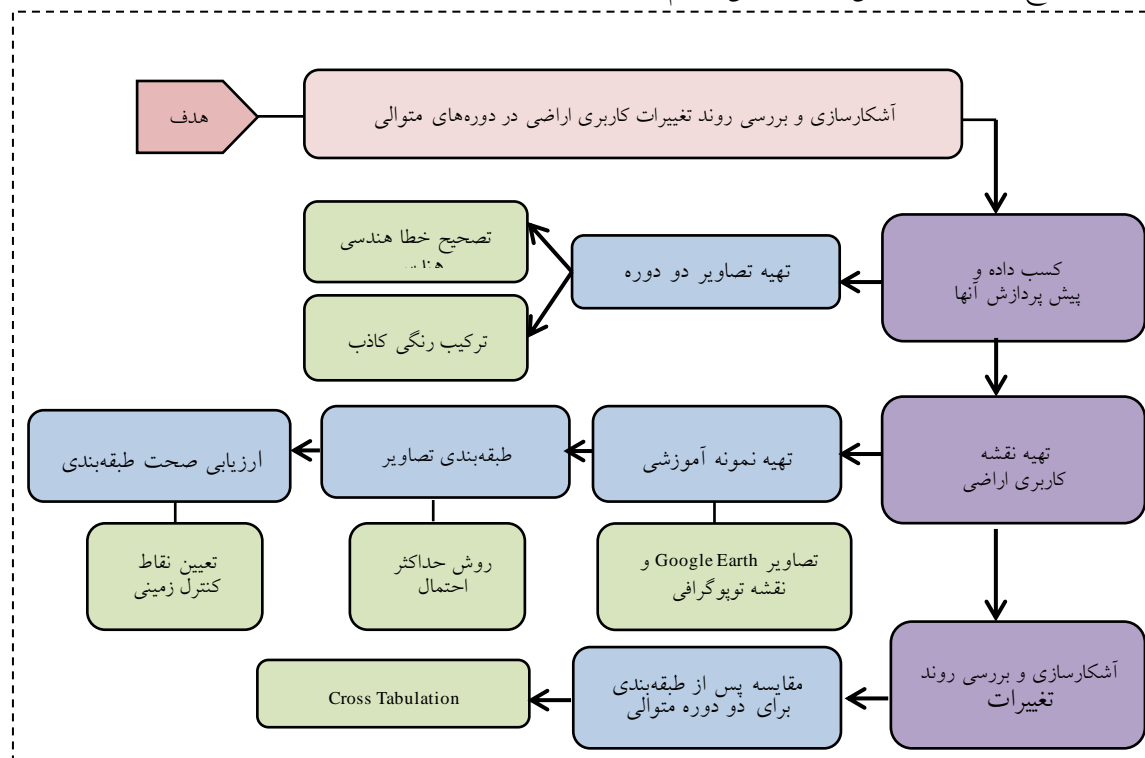 هدف
آشکارسازی و بررسی روند تغییرات کاربری اراضی در دوره‌های متوالی
کسب داده و
پیش پردازش آنها
تهیه تصاویر دو دوره
تصحیح خطا هندسی
ترکیب رنگی کاذب
تهیه نقشه
کاربری اراضی
تهیه نمونه آموزشی
طبقه‌بندی تصاویر
ارزیابی صحت طبقه‌بندی
تصاویر Google Earth و
نقشه توپوگرافی
روش حداکثر
احتمال
تعیین نقاط
کنترل زمینی
آشکارسازی و بررسی روند
تغییرات
مقایسه پس از طبقه‌بندی
برای دو دوره متوالی
Cross Tabulation